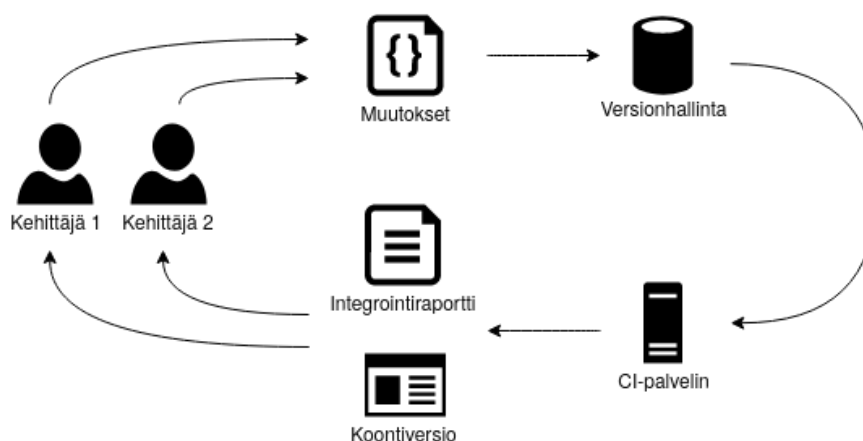 Muutokset
Versionhallinta
Kehittäjä 1
Kehittäjä 2
Integrointiraportti
CI-palvelin
Koontiversio